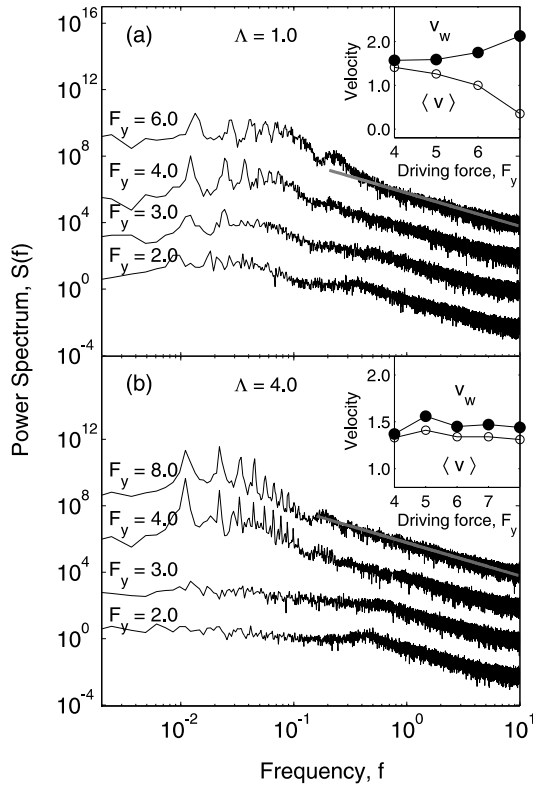 Power Spectrum, S(f)
10^16
10^12
10^8
10^4
10^0
10^-4
(a)
Λ = 1.0
F_y = 6.0
F_y = 4.0
F_y = 3.0
F_y = 2.0
Velocity
2.0
1.0
0.0
v_w
⟨ v ⟩
4 5 6 7
Driving force, F_y
10^12
10^8
10^4
10^0
10^-4
(b)
Λ = 4.0
F_y = 8.0
F_y = 4.0
F_y = 3.0
F_y = 2.0
Velocity
2.0
1.5
1.0
v_w
⟨ v ⟩
4 5 6 7 8
Driving force, F_y
10^-2 10^-1 10^0 10^1
Frequency, f